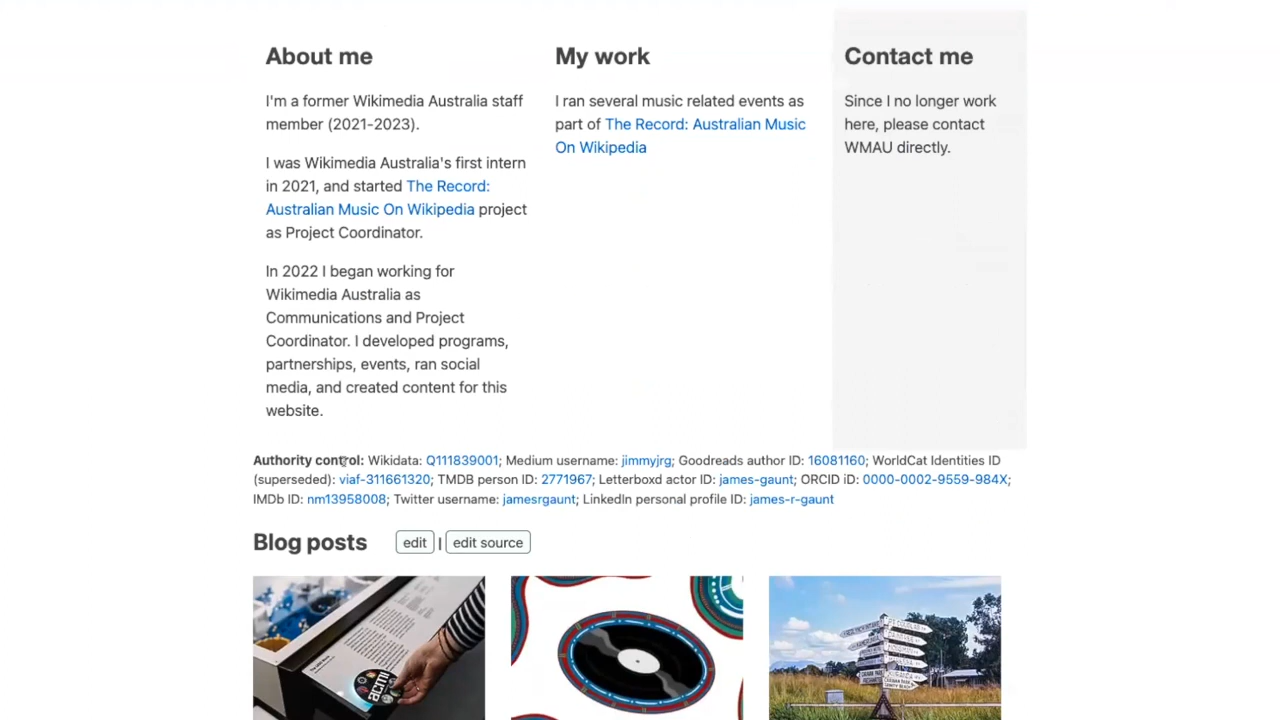 About me
I'm a former Wikimedia Australia staff
member (2021-2023).
I was Wikimedia Australia's first intern
in 2021, and started The Record:
Australian Music On Wikipedia project
as Project Coordinator.
In 2022 I began working for
Wikimedia Australia as
Communications and Project
Coordinator. I developed programs,
partnerships, events, ran social
media, and created content for this
website.
My work
I ran several music related events as
part of The Record: Australian Music
On Wikipedia
Contact me
Since I no longer work
here, please contact
WMAU directly.
Authority control: Wikidata: Q111839001; Medium username: jimmyjrg; Goodreads author ID: 16081160; WorldCat Identities ID
(superseded): viaf-311661320; TMDB person ID: 2771967; Letterboxd actor ID: james-gaunt; ORCID iD: 0000-0002-9559-984X;
IMDb ID: nm13958008; Twitter username: jamesrgaunt; LinkedIn personal profile ID: james-r-gaunt
Blog posts edit | edit source
acmi